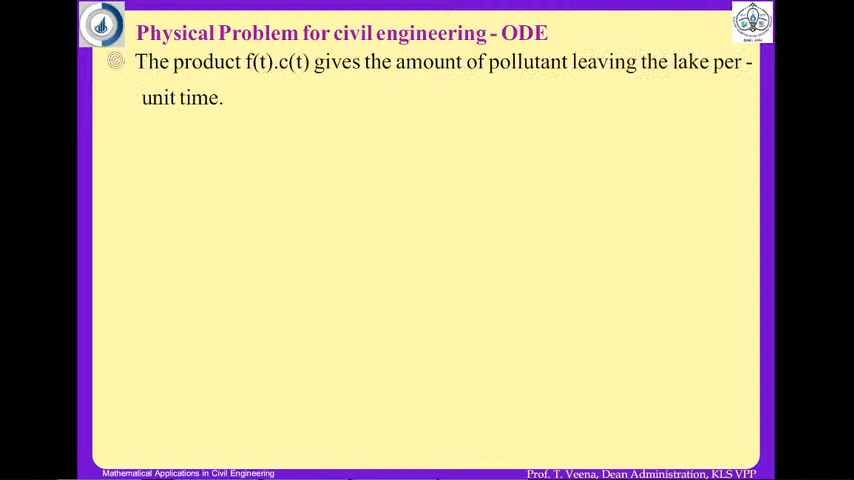 Physical Problem for civil engineering - ODE
The product f(t).c(t) gives the amount of pollutant leaving the lake per -
unit time.
Mathematical Applications in Civil Engineering
Prof. T. Veena, Dean Administration, KLS VPP